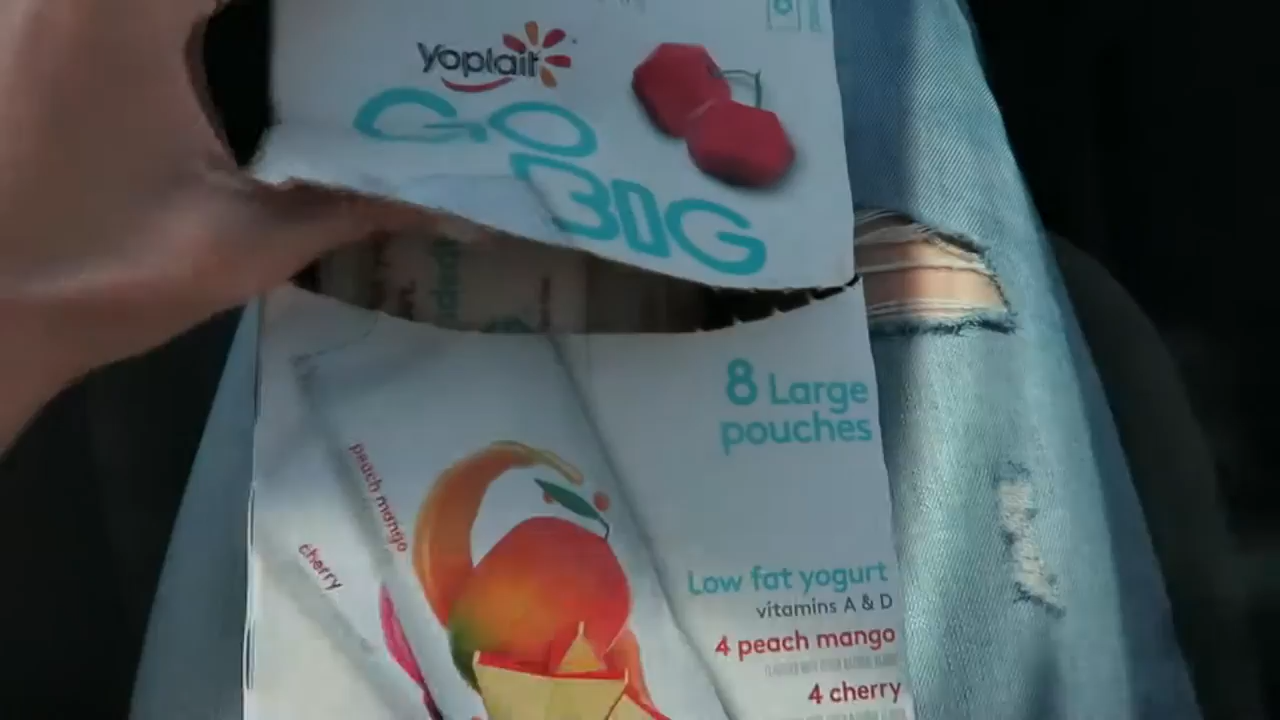 yoplait
GO
BIG
8 Large
pouches
peach mango
cherry
Low fat yogurt
vitamins A & D
4 peach mango
4 cherry